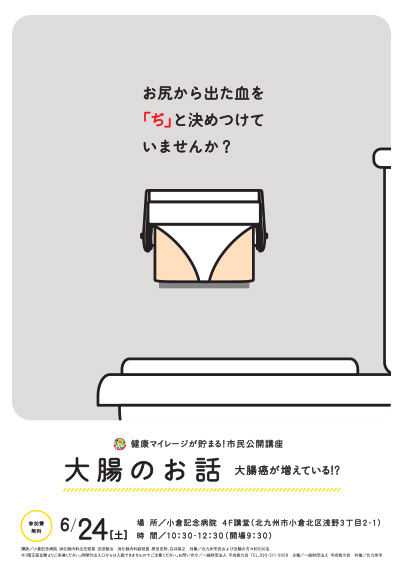 お尻から出た血を
「ぢ」と決めつけて
いませんか？
健康マイレージが貯まる！市民公開講座
大腸のお話 大腸癌が増えている!?
参加費
無料
6/24[土]
場 所／小倉記念病院 4F講堂(北九州市小倉北区浅野3丁目2-1)
時 間／10:30-12:30(開場9:30)